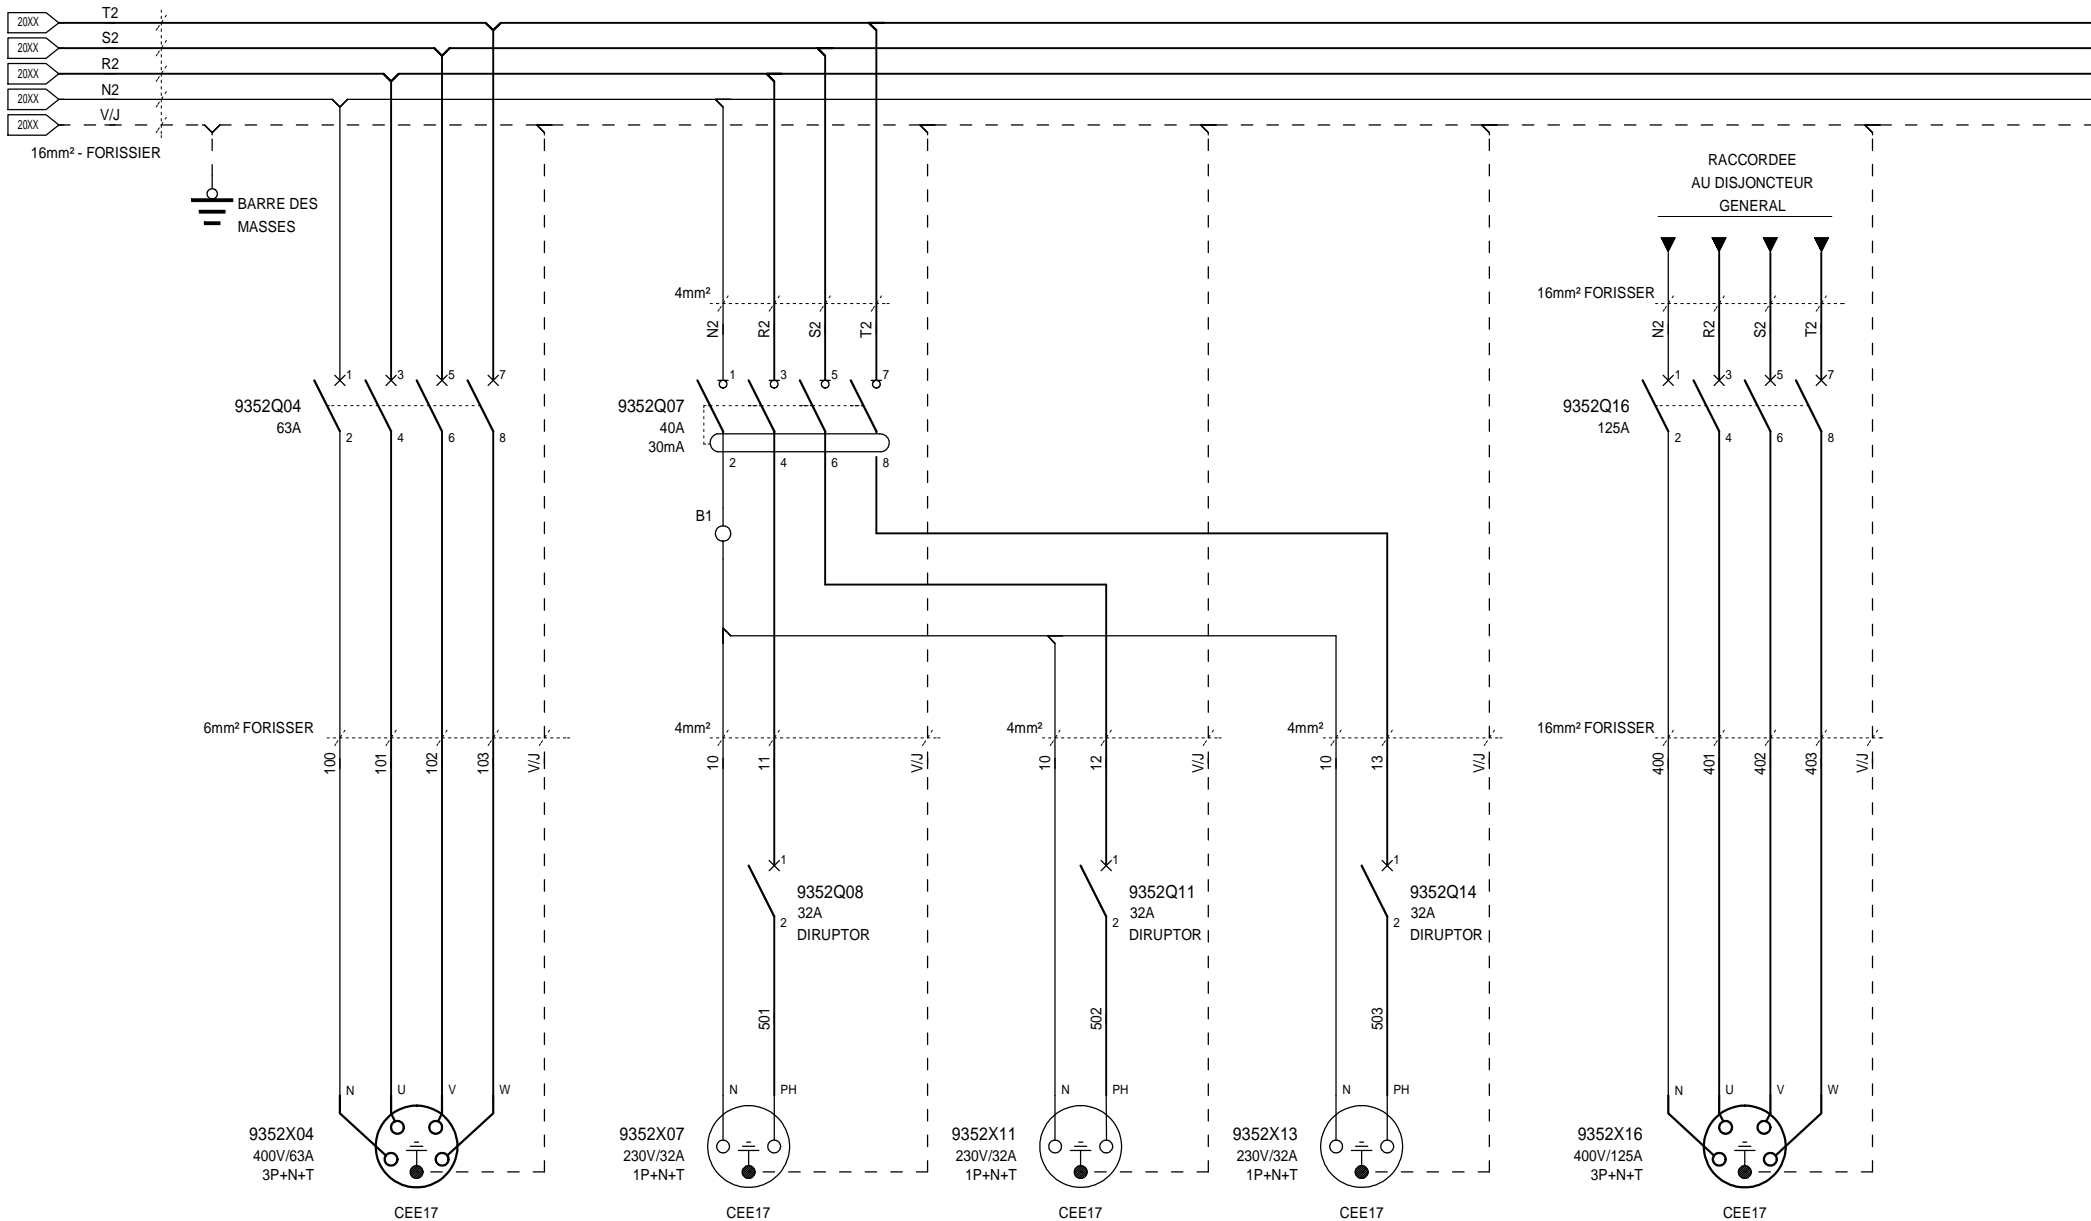 20XX T2
20XX S2
20XX R2
20XX N2
20XX V/J
16mm² - FORISSIER
BARRE DES
MASSES
RACCORDEE
AU DISJONCTEUR
GENERAL
4mm²
N2 R2 S2 T2
16mm² FORISSER
N2 R2 S2 T2
1 3 5 7
9352Q04
63A
2 4 6 8
1 3 5 7
9352Q07
40A
30mA
2 4 6 8
1 3 5 7
9352Q16
125A
2 4 6 8
B1
6mm² FORISSER
100 101 102 103 V/J
4mm²
10 11 V/J
4mm²
10 12 V/J
4mm²
10 13 V/J
16mm² FORISSER
400 401 402 403 V/J
1
9352Q08
32A
2
DIRUPTOR
1
9352Q11
32A
2
DIRUPTOR
1
9352Q14
32A
2
DIRUPTOR
501
502
503
N U V W
9352X04
400V/63A
3P+N+T
CEE17
N PH
9352X07
230V/32A
1P+N+T
CEE17
N PH
9352X11
230V/32A
1P+N+T
CEE17
N PH
9352X13
230V/32A
1P+N+T
CEE17
N U V W
9352X16
400V/125A
3P+N+T
CEE17